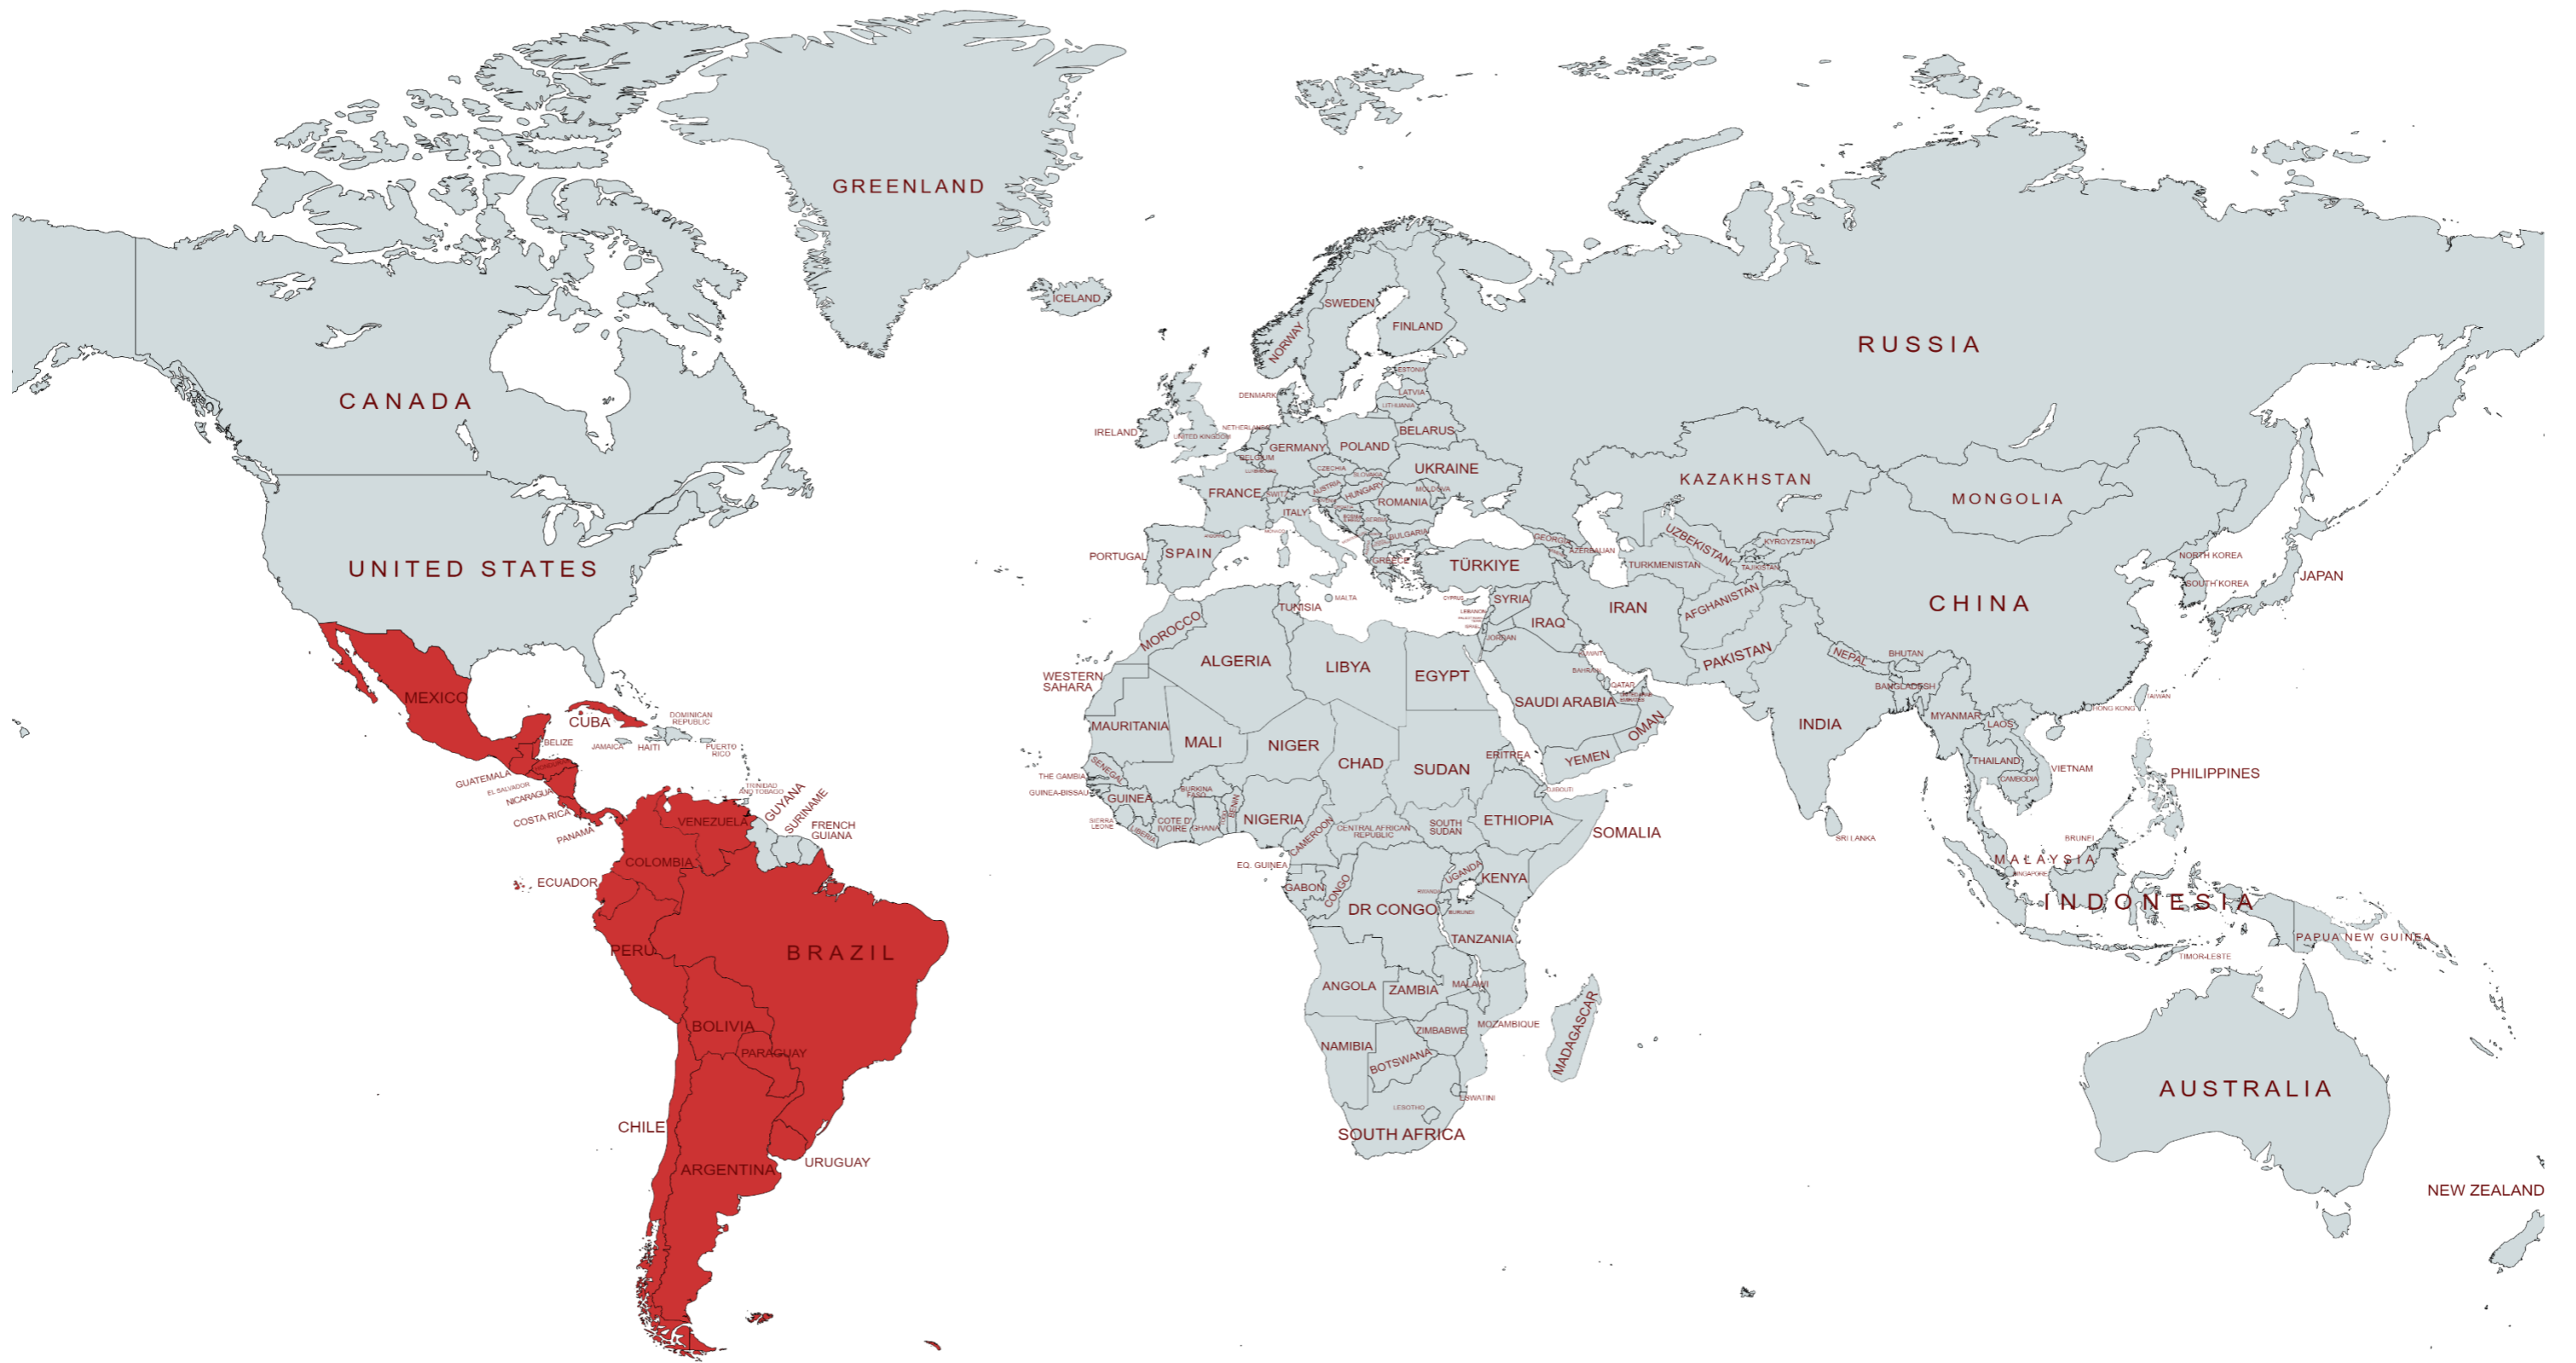 GREENLAND
ICELAND
SWEDEN
FINLAND
NORWAY
RUSSIA
CANADA
ESTONIA
LATVIA
LITHUANIA
DENMARK
IRELAND
UNITED KINGDOM
NETHERLANDS
BELARUS
GERMANY
POLAND
BELGIUM
CZECHIA
UKRAINE
SLOVAKIA
KAZAKHSTAN
MONGOLIA
FRANCE
SWITZ.
AUSTRIA
HUNGARY
MOLDOVA
ROMANIA
ITALY
SERBIA
BULGARIA
UNITED STATES
PORTUGAL
SPAIN
GREECE
TÜRKIYE
GEORGIA
AZERBAIJAN
UZBEKISTAN
KYRGYZSTAN
TURKMENISTAN
TAJIKISTAN
NORTH KOREA
SOUTH KOREA
JAPAN
CHINA
MALTA
TUNISIA
CYPRUS
SYRIA
LEBANON
IRAQ
IRAN
AFGHANISTAN
JORDAN
MOROCCO
ALGERIA
LIBYA
EGYPT
KUWAIT
BAHRAIN
QATAR
PAKISTAN
NEPAL
BHUTAN
BANGLADESH
WESTERN
SAHARA
SAUDI ARABIA
OMAN
YEMEN
INDIA
MYANMAR
LAOS
HONG KONG
TAIWAN
MEXICO
CUBA
DOMINICAN
REPUBLIC
BELIZE
JAMAICA
HAITI
PUERTO
RICO
GUATEMALA
HONDURAS
EL SALVADOR
NICARAGUA
COSTA RICA
PANAMA
TRINIDAD
AND TOBAGO
GUYANA
SURINAME
FRENCH
GUIANA
VENEZUELA
COLOMBIA
ECUADOR
MAURITANIA
MALI
NIGER
CHAD
SUDAN
ERITREA
SENEGAL
THE GAMBIA
GUINEA-BISSAU
GUINEA
BURKINA
FASO
BENIN
SIERRA
LEONE
LIBERIA
COTE D'
IVOIRE
GHANA
NIGERIA
CAMEROON
CENTRAL AFRICAN
REPUBLIC
SOUTH
SUDAN
DJIBOUTI
ETHIOPIA
SOMALIA
THAILAND
CAMBODIA
VIETNAM
PHILIPPINES
SRI LANKA
BRUNEI
MALAYSIA
SINGAPORE
INDONESIA
PAPUA NEW GUINEA
TIMOR-LESTE
EQ. GUINEA
GABON
CONGO
DR CONGO
UGANDA
KENYA
RWANDA
BURUNDI
TANZANIA
PERU
BRAZIL
BOLIVIA
PARAGUAY
CHILE
ARGENTINA
URUGUAY
ANGOLA
ZAMBIA
MALAWI
MOZAMBIQUE
ZIMBABWE
NAMIBIA
BOTSWANA
MADAGASCAR
ESWATINI
LESOTHO
SOUTH AFRICA
AUSTRALIA
NEW ZEALAND